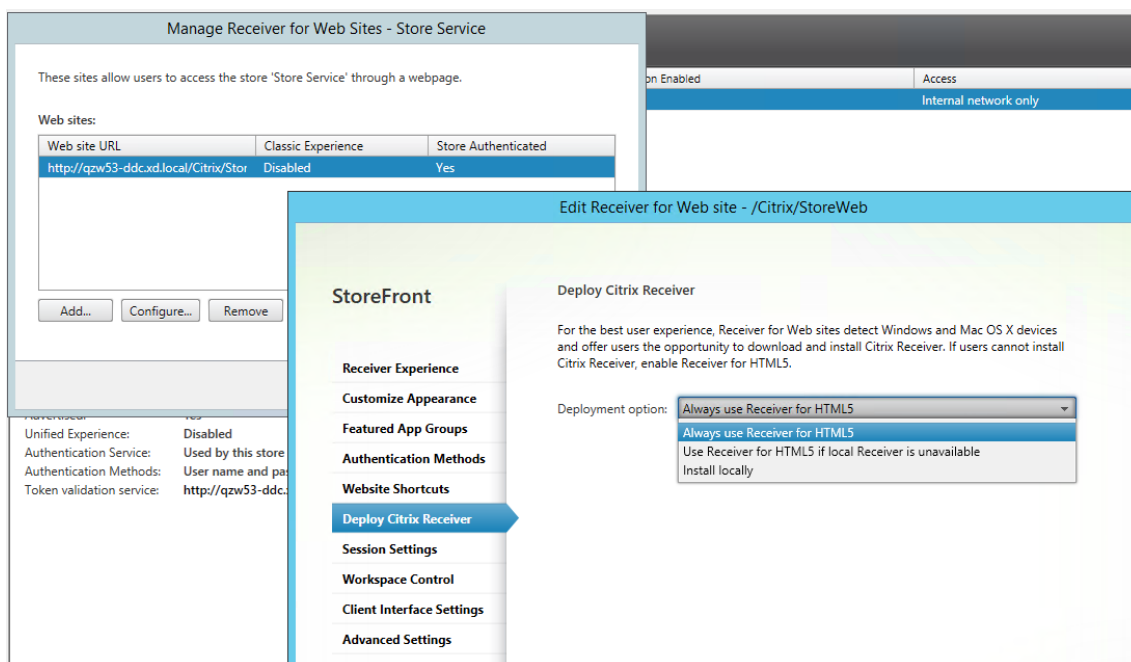 Manage Receiver for Web Sites - Store Service
These sites allow users to access the store 'Store Service' through a webpage.
Web sites:
Web site URL Classic Experience Store Authenticated
http://qzw53-ddc.xd.local/Citrix/Stor Disabled Yes
Add... Configure... Remove
on Enabled Access
Internal network only
Advertised: Yes
Unified Experience: Disabled
Authentication Service: Used by this store
Authentication Methods: User name and pas
Token validation service: http://qzw53-ddc.
Edit Receiver for Web site - /Citrix/StoreWeb
StoreFront
Receiver Experience
Customize Appearance
Featured App Groups
Authentication Methods
Website Shortcuts
Deploy Citrix Receiver
Session Settings
Workspace Control
Client Interface Settings
Advanced Settings
Deploy Citrix Receiver
For the best user experience, Receiver for Web sites detect Windows and Mac OS X devices
and offer users the opportunity to download and install Citrix Receiver. If users cannot install
Citrix Receiver, enable Receiver for HTML5.
Deployment option: Always use Receiver for HTML5
Always use Receiver for HTML5
Use Receiver for HTML5 if local Receiver is unavailable
Install locally